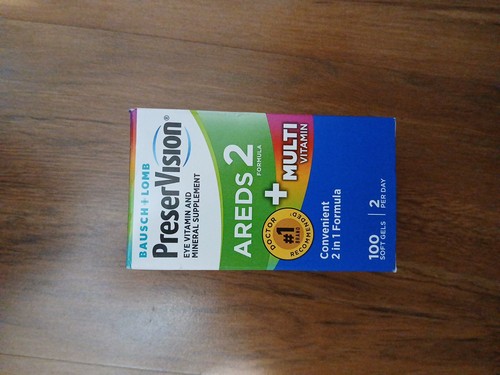 BAUSCH + LOMB
PreserVision®
EYE VITAMIN AND
MINERAL SUPPLEMENT
AREDS 2
FORMULA
+ MULTI
VITAMIN
DOCTOR
#1
BRAND
RECOMMENDED
Convenient
2 in 1 Formula
100
SOFT GELS
2
PER DAY